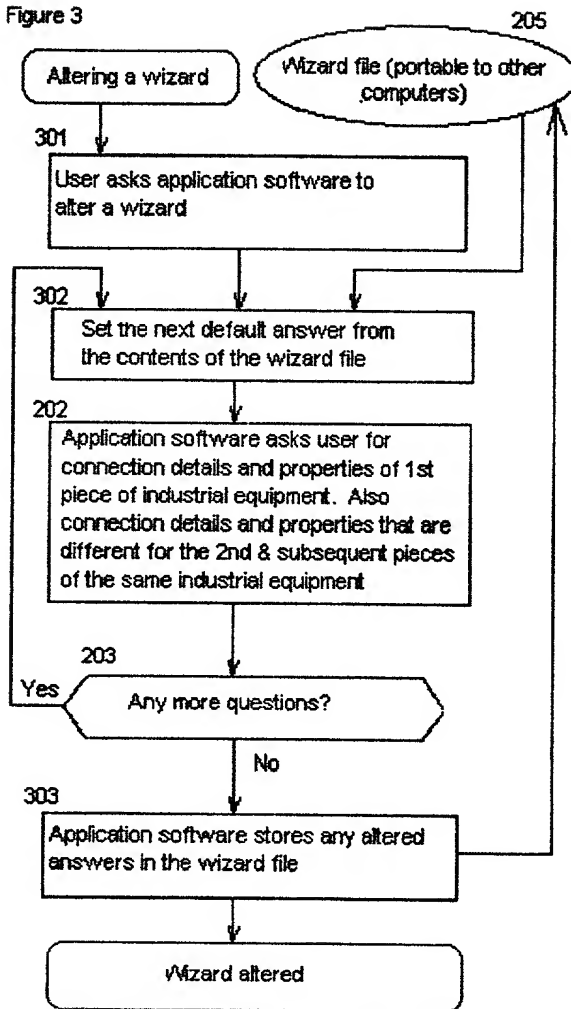 Figure 3
205
Altering a wizard
Wizard file (portable to other
computers)
301
User asks application software to
alter a wizard
302
Set the next default answer from
the contents of the wizard file
202
Application software asks user for
connection details and properties of 1st
piece of industrial equipment. Also
connection details and properties that are
different for the 2nd & subsequent pieces
of the same industrial equipment
203
Yes
Any more questions?
No
303
Application software stores any altered
answers in the wizard file
Wizard altered